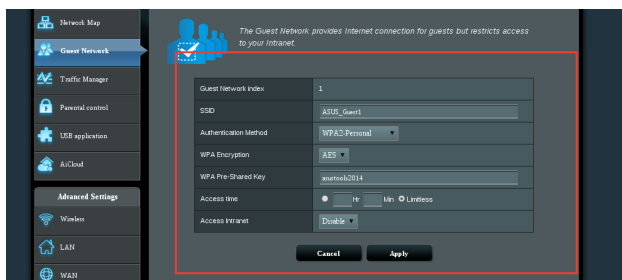 Network Map
The Guest Network provides Internet connection for guests but restricts access
to your Intranet.
Guest Network
Traffic Manager
Parental control
USB application
AiCloud
Advanced Settings
Wireless
LAN
WAN
Guest Network index 1
SSID ASUS_Guest1
Authentication Method WPA2-Personal
WPA Encryption AES
WPA Pre-Shared Key asustools2014
Access time Hr Min Limitless
Access Intranet Disable
Cancel Apply